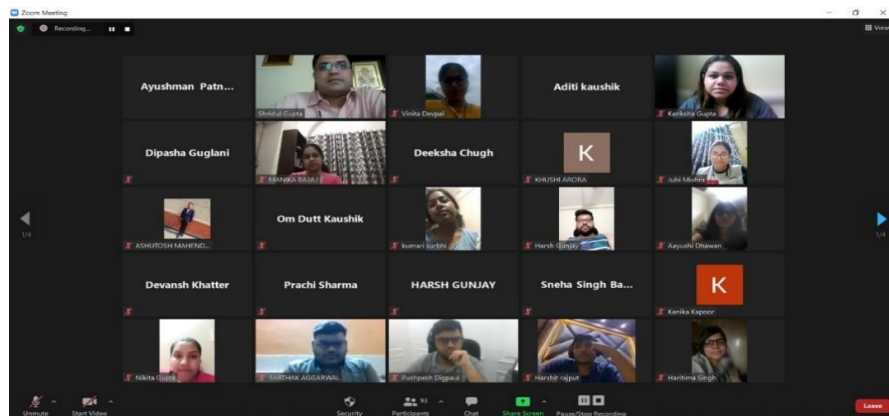 Zoom Meeting
Recording...
View
Ayushman Patn...
Shridul Gupta
Vinita Devpal
Aditi kaushik
Kanksha Gupta
Dipasha Guglani
MANIKA BAJAJ
Deeksha Chugh
K
KHUSHI ARORA
Juhi Mishra
ASHUTOSH MAHEND...
Om Dutt Kaushik
kumari surbhi
Harsh Gunjay
Aayushi Dhawan
1/4
1/4
Devansh Khatter
Prachi Sharma
HARSH GUNJAY
Sneha Singh Ba...
K
Kanika Kapoor
Nikita Gupta
SARTHAK AGGARWAL
Pushpesh Digpaul
Harshit rajput
Haritima Singh
Unmute
Start Video
Security
Participants
93
Chat
Share Screen
Pause/Stop Recording
Leave